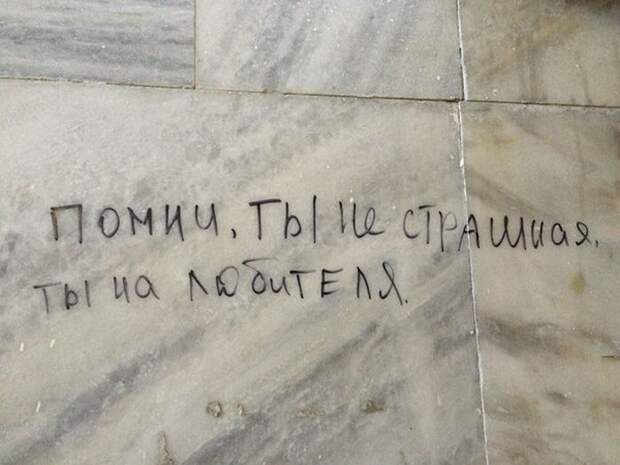 Помни, ты не страшная,
ты на любителя.